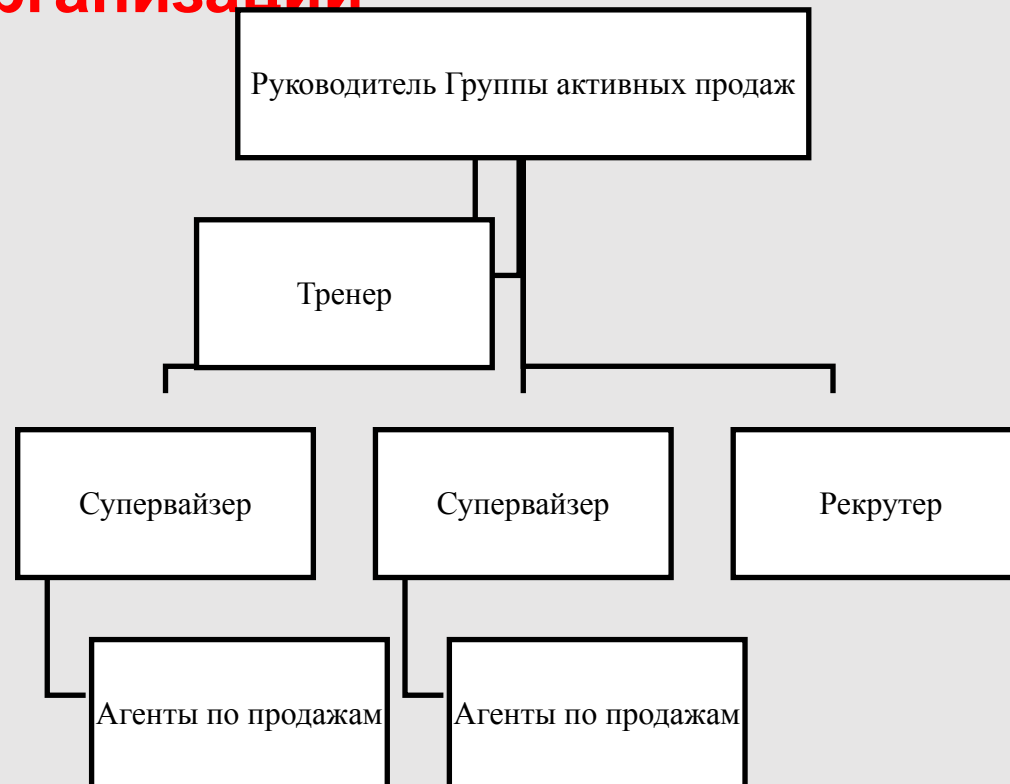 Руководитель Группы активных продаж
Тренер
Супервайзер
Супервайзер
Рекрутер
Агенты по продажам
Агенты по продажам